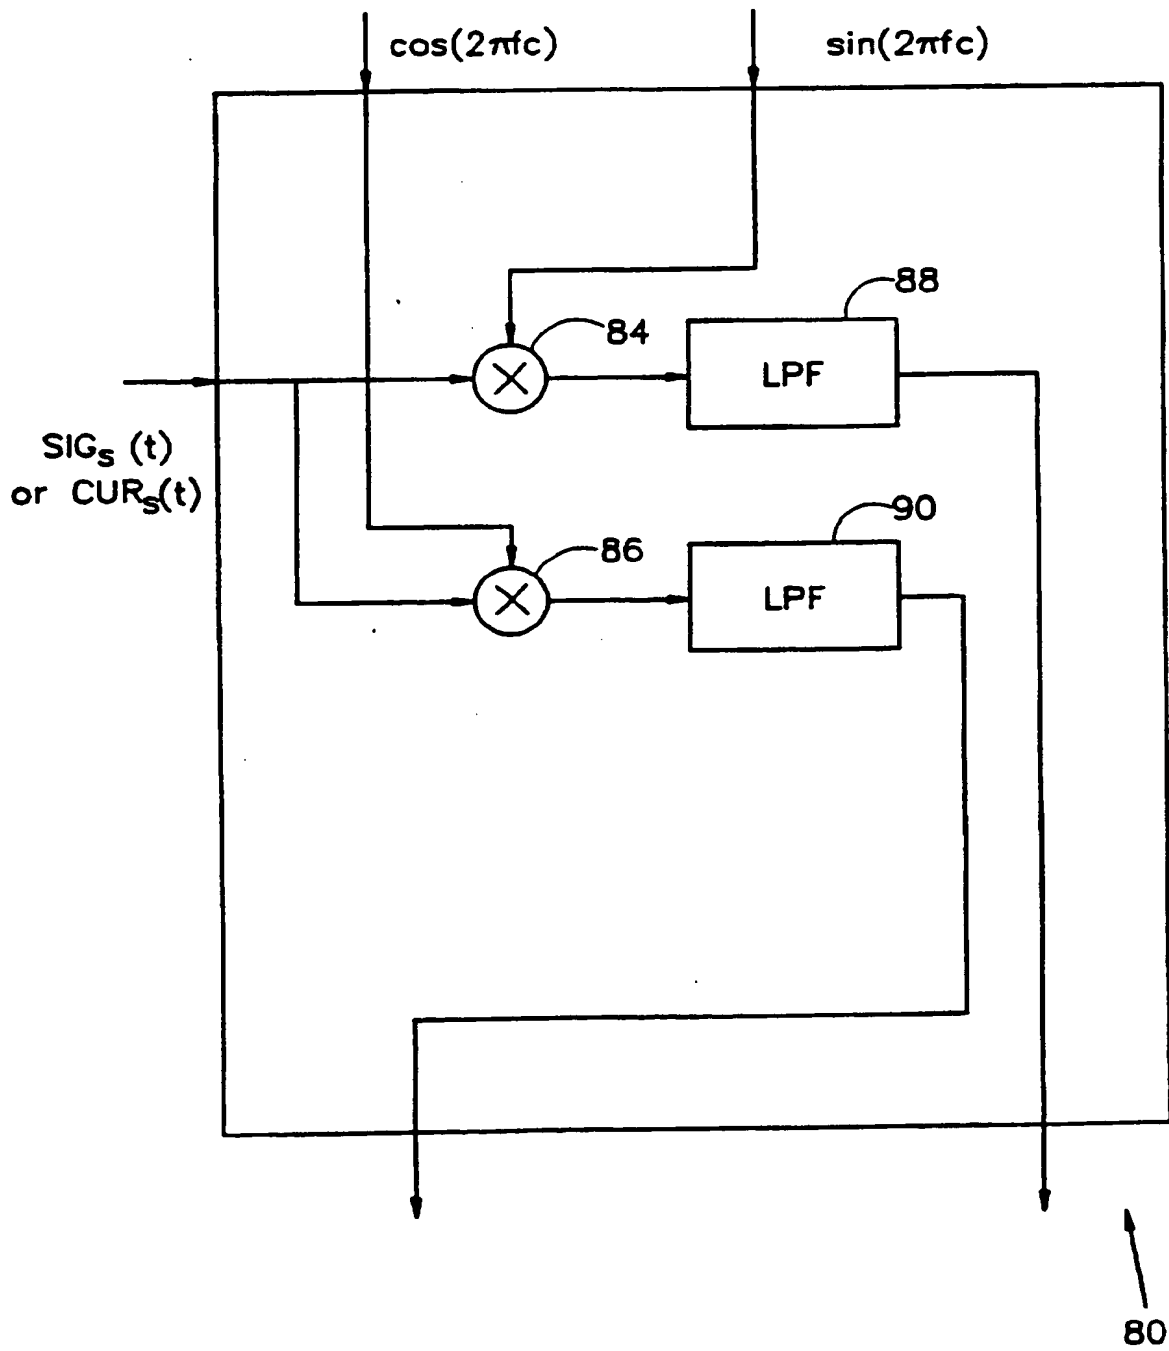 cos(2πfc)
sin(2πfc)
88
84
LPF
SIGs (t)
or CURs(t)
90
86
LPF
80